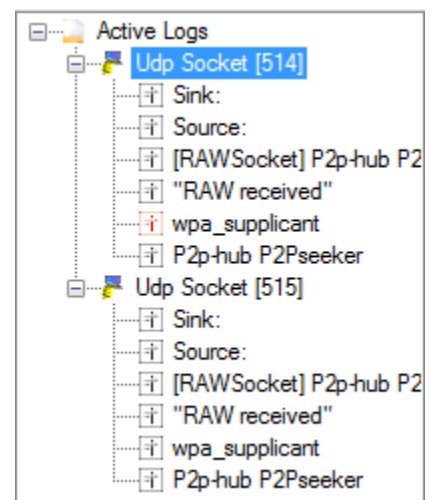 Active Logs
Udp Socket [514]
Sink:
Source:
[RAWSocket] P2p-hub P2
"RAW received"
wpa_supplicant
P2p-hub P2Pseeker
Udp Socket [515]
Sink:
Source:
[RAWSocket] P2p-hub P2
"RAW received"
wpa_supplicant
P2p-hub P2Pseeker